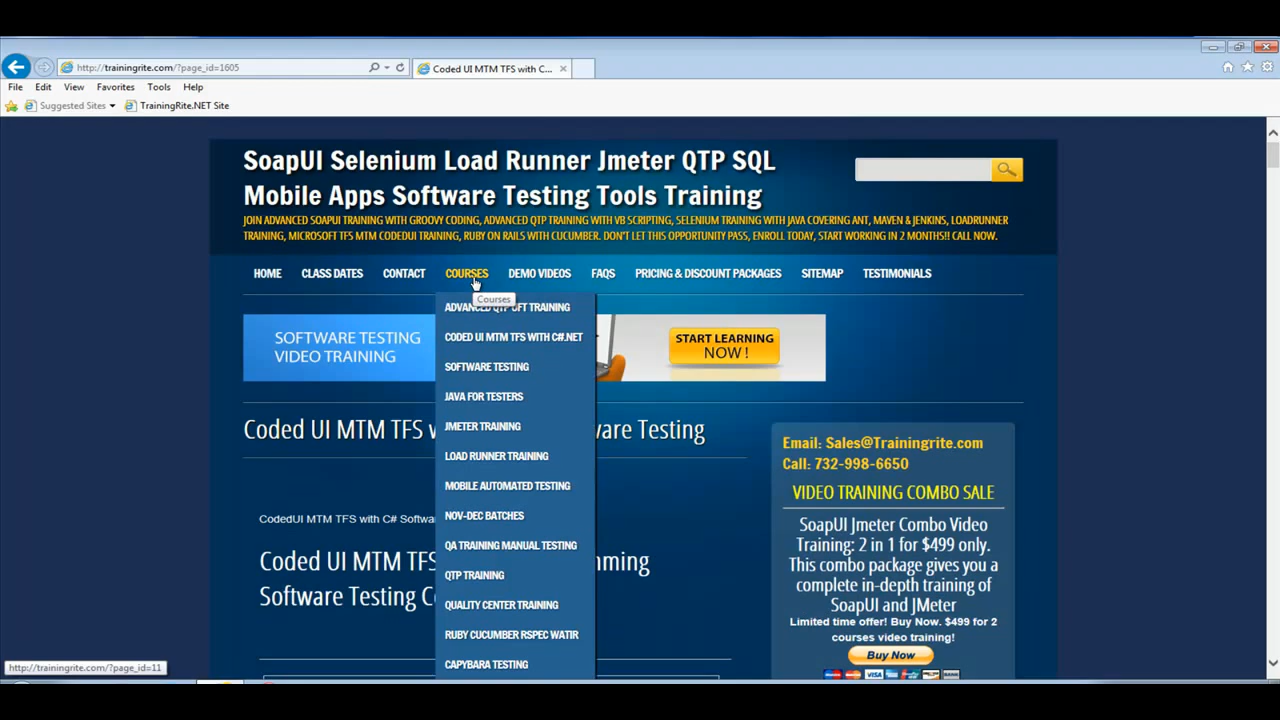 http://trainingrite.com/?page_id=1605
Coded UI MTM TFS with C...
File Edit View Favorites Tools Help
Suggested Sites
TrainingRite.NET Site
SoapUI Selenium Load Runner Jmeter QTP SQL
Mobile Apps Software Testing Tools Training
JOIN ADVANCED SOAPUI TRAINING WITH GROOVY CODING, ADVANCED QTP TRAINING WITH VB SCRIPTING, SELENIUM TRAINING WITH JAVA COVERING ANT, MAVEN & JENKINS, LOADRUNNER
TRAINING, MICROSOFT TFS MTM CODEDUI TRAINING, RUBY ON RAILS WITH CUCUMBER. DON'T LET THIS OPPORTUNITY PASS, ENROLL TODAY, START WORKING IN 2 MONTHS!! CALL NOW.
HOME CLASS DATES CONTACT COURSES DEMO VIDEOS FAQS PRICING & DISCOUNT PACKAGES SITEMAP TESTIMONIALS
Courses
ADVANCED QTP UFT TRAINING
CODED UI MTM TFS WITH C#.NET
SOFTWARE TESTING
JAVA FOR TESTERS
JMETER TRAINING
LOAD RUNNER TRAINING
MOBILE AUTOMATED TESTING
NOV-DEC BATCHES
QA TRAINING MANUAL TESTING
QTP TRAINING
QUALITY CENTER TRAINING
RUBY CUCUMBER RSPEC WATIR
CAPYBARA TESTING
SOFTWARE TESTING
VIDEO TRAINING
START LEARNING
NOW!
Coded UI MTM TFS w ware Testing
CodedUI MTM TFS with C# Softwa
Coded UI MTM TFS mming
Software Testing Co
Email: Sales@Trainingrite.com
Call: 732-998-6650
VIDEO TRAINING COMBO SALE
SoapUI Jmeter Combo Video
Training: 2 in 1 for $499 only.
This combo package gives you a
complete in-depth training of
SoapUI and JMeter
Limited time offer! Buy Now. $499 for 2
courses video training!
Buy Now
VISA
http://trainingrite.com/?page_id=11